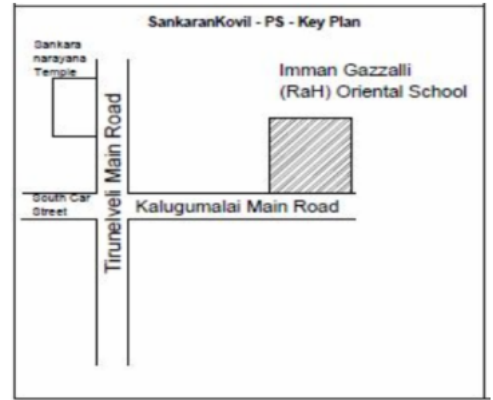 SankaranKovil - PS - Key Plan
Sankara
narayana
Temple
Imman Gazzalli
(RaH) Oriental School
Tirunelveli Main Road
South Car
Street
Kalugumalai Main Road